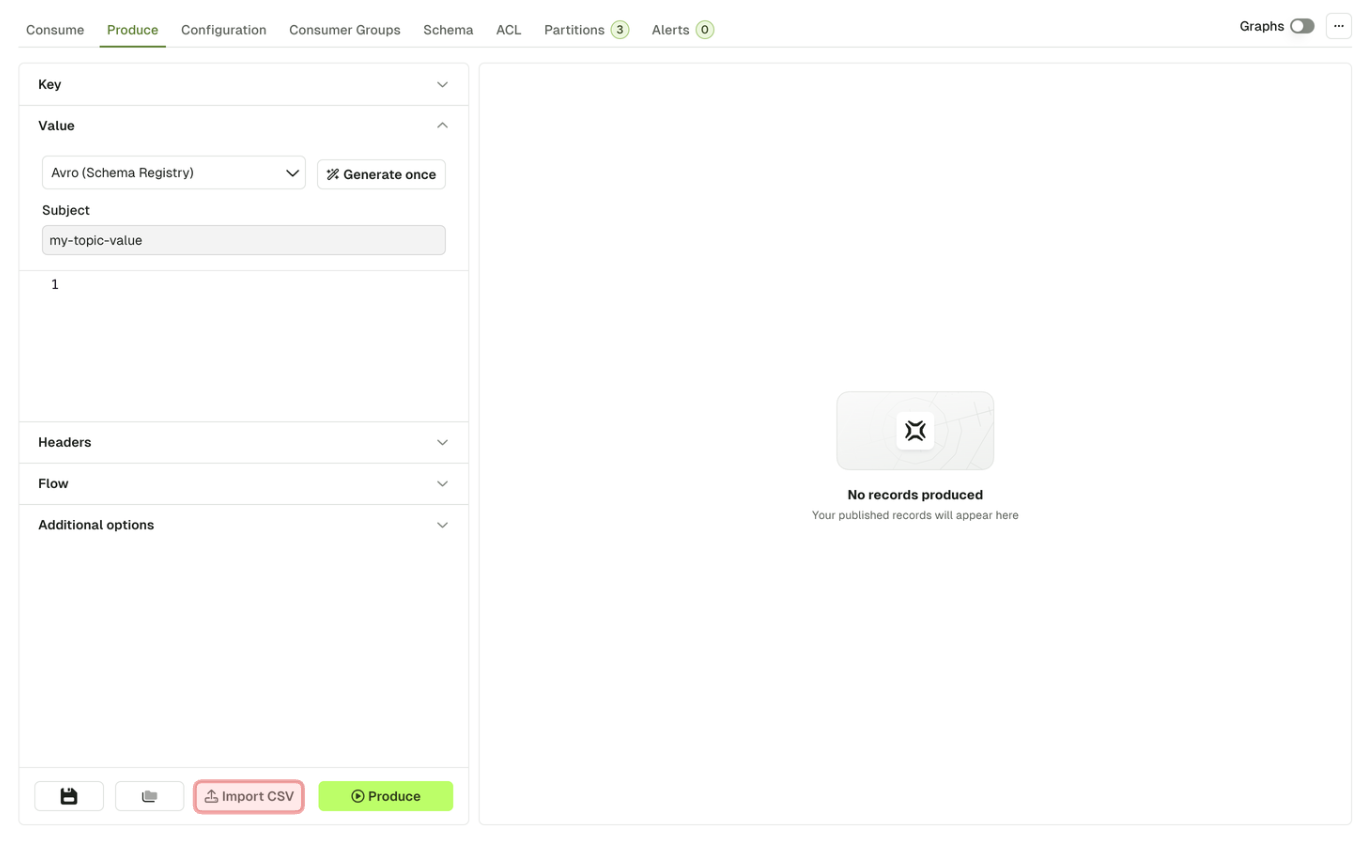 Consume Produce Configuration Consumer Groups Schema ACL Partitions 3 Alerts 0 Graphs ...
Key
Value
Avro (Schema Registry) Generate once
Subject
my-topic-value
1
Headers
Flow
Additional options
Import CSV Produce
No records produced
Your published records will appear here